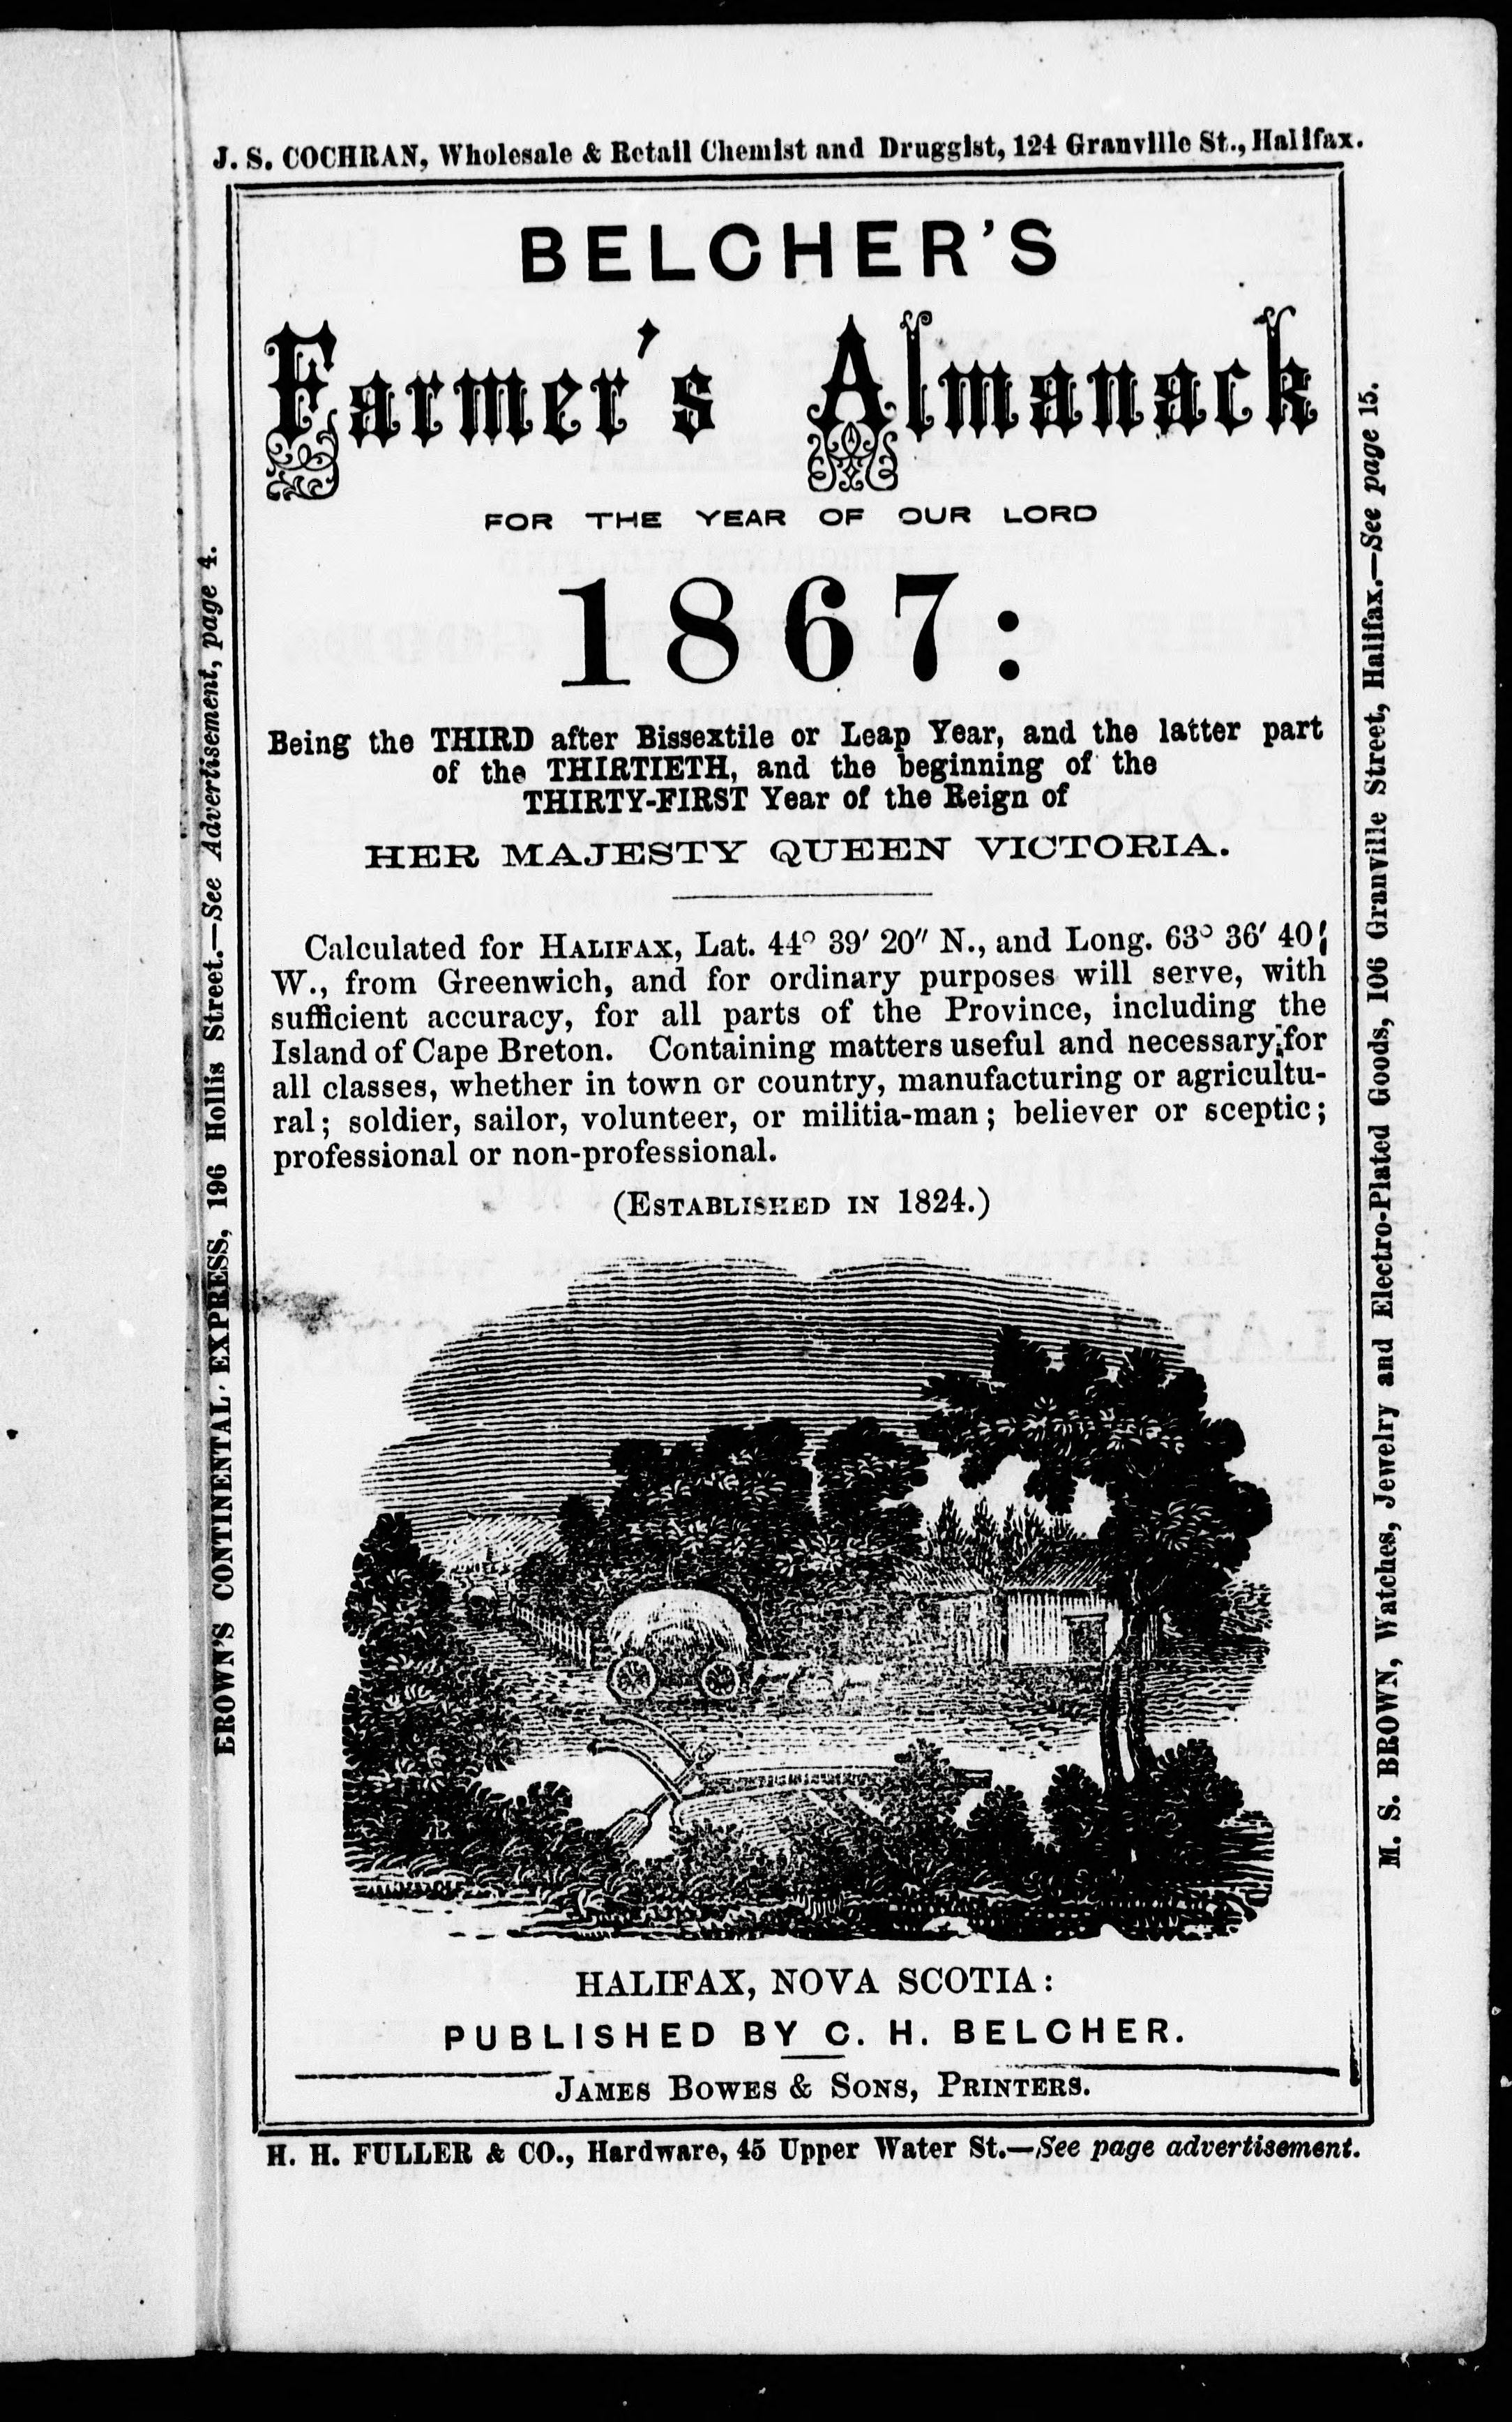 J. S. COCHRAN, Wholesale & Retail Chemist and Druggist, 124 Granville St., Halifax.
BELCHER'S
Farmer's Almanack
FOR THE YEAR OF OUR LORD
1867:
Being the THIRD after Bissextile or Leap Year, and the latter part
of the THIRTIETH, and the beginning of the
THIRTY-FIRST Year of the Reign of
HER MAJESTY QUEEN VICTORIA.
Calculated for HALIFAX, Lat. 44° 39′ 20″ N., and Long. 63° 36′ 40″
W., from Greenwich, and for ordinary purposes will serve, with
sufficient accuracy, for all parts of the Province, including the
Island of Cape Breton. Containing matters useful and necessary for
all classes, whether in town or country, manufacturing or agricultu-
ral; soldier, sailor, volunteer, or militia-man; believer or sceptic;
professional or non-professional.
(ESTABLISHED IN 1824.)
HALIFAX, NOVA SCOTIA:
PUBLISHED BY C. H. BELCHER.
JAMES BOWES & SONS, PRINTERS.
H. H. FULLER & CO., Hardware, 45 Upper Water St.—See page advertisement.
BROWN'S CONTINENTAL EXPRESS, 196 Hollis Street.—See Advertisement, page 4.
M. S. BROWN, Watches, Jewelry and Electro-Plated Goods, 106 Granville Street, Halifax.—See page 15.